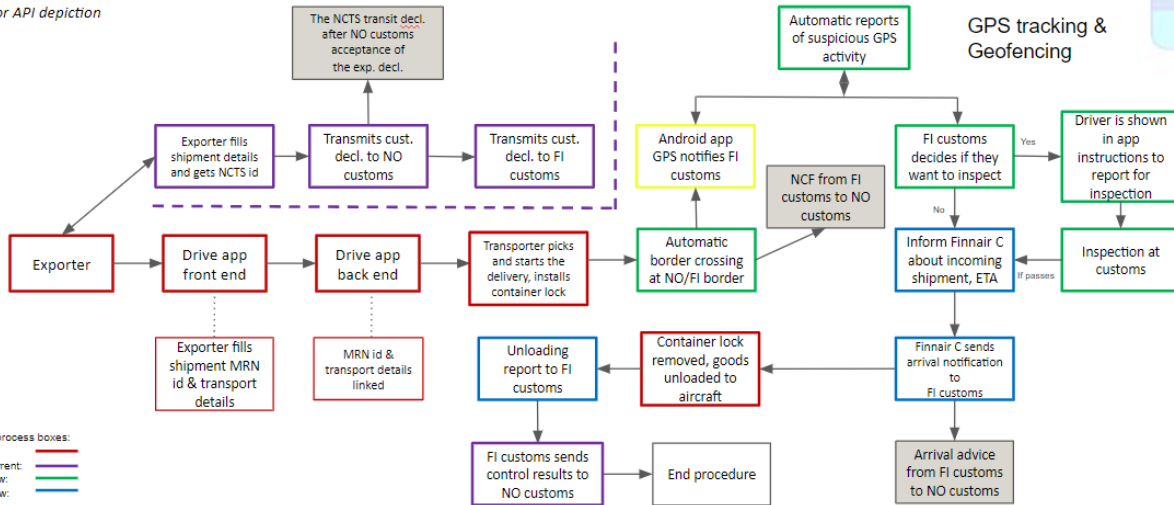 or API depiction
The NCTS transit decl.
after NO customs
acceptance of
the exp. decl.
Automatic reports
of suspicious GPS
activity
GPS tracking &
Geofencing
Exporter fills
shipment details
and gets NCTS id
Transmits cust.
decl. to NO
customs
Transmits cust.
decl. to FI
customs
Android app
GPS notifies FI
customs
FI customs
decides if they
want to inspect
Yes
Driver is shown
in app
instructions to
report for
inspection
NCF from FI
customs to NO
customs
No
Exporter
Drive app
front end
Drive app
back end
Transporter picks
and starts the
delivery, installs
container lock
Automatic
border crossing
at NO/FI border
Inform Finnair C
about incoming
shipment, ETA
If passes
Inspection at
customs
Exporter fills
shipment MRN
id & transport
details
MRN id &
transport details
linked
Unloading
report to FI
customs
Container lock
removed, goods
unloaded to
aircraft
Finnair C sends
arrival notification
to
FI customs
process boxes:
rent:
w:
w:
FI customs sends
control results to
NO customs
End procedure
Arrival advice
from FI customs
to NO customs